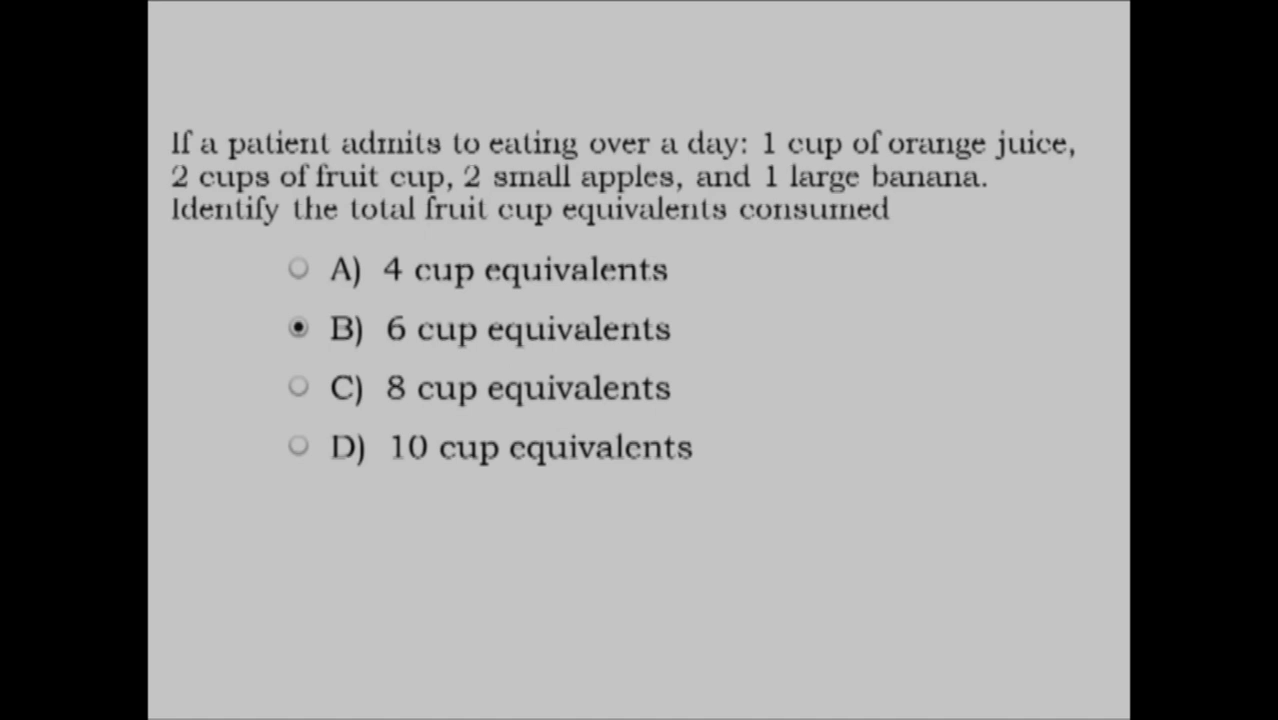 If a patient admits to eating over a day: 1 cup of orange juice,
2 cups of fruit cup, 2 small apples, and 1 large banana.
Identify the total fruit cup equivalents consumed
A) 4 cup equivalents
B) 6 cup equivalents
C) 8 cup equivalents
D) 10 cup equivalents